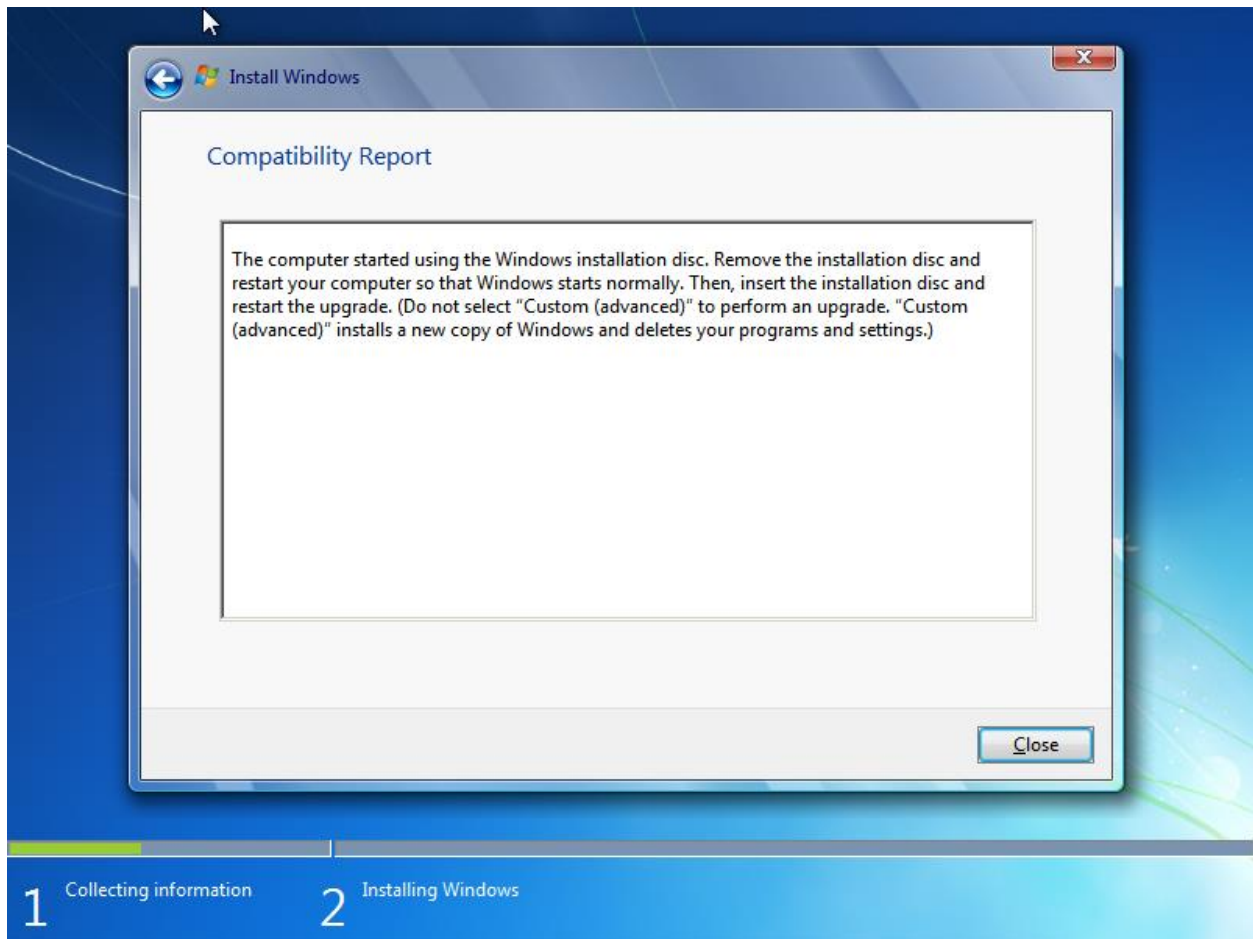 Install Windows
Compatibility Report
The computer started using the Windows installation disc. Remove the installation disc and
restart your computer so that Windows starts normally. Then, insert the installation disc and
restart the upgrade. (Do not select "Custom (advanced)" to perform an upgrade. "Custom
(advanced)" installs a new copy of Windows and deletes your programs and settings.)
Close
1 Collecting information 2 Installing Windows